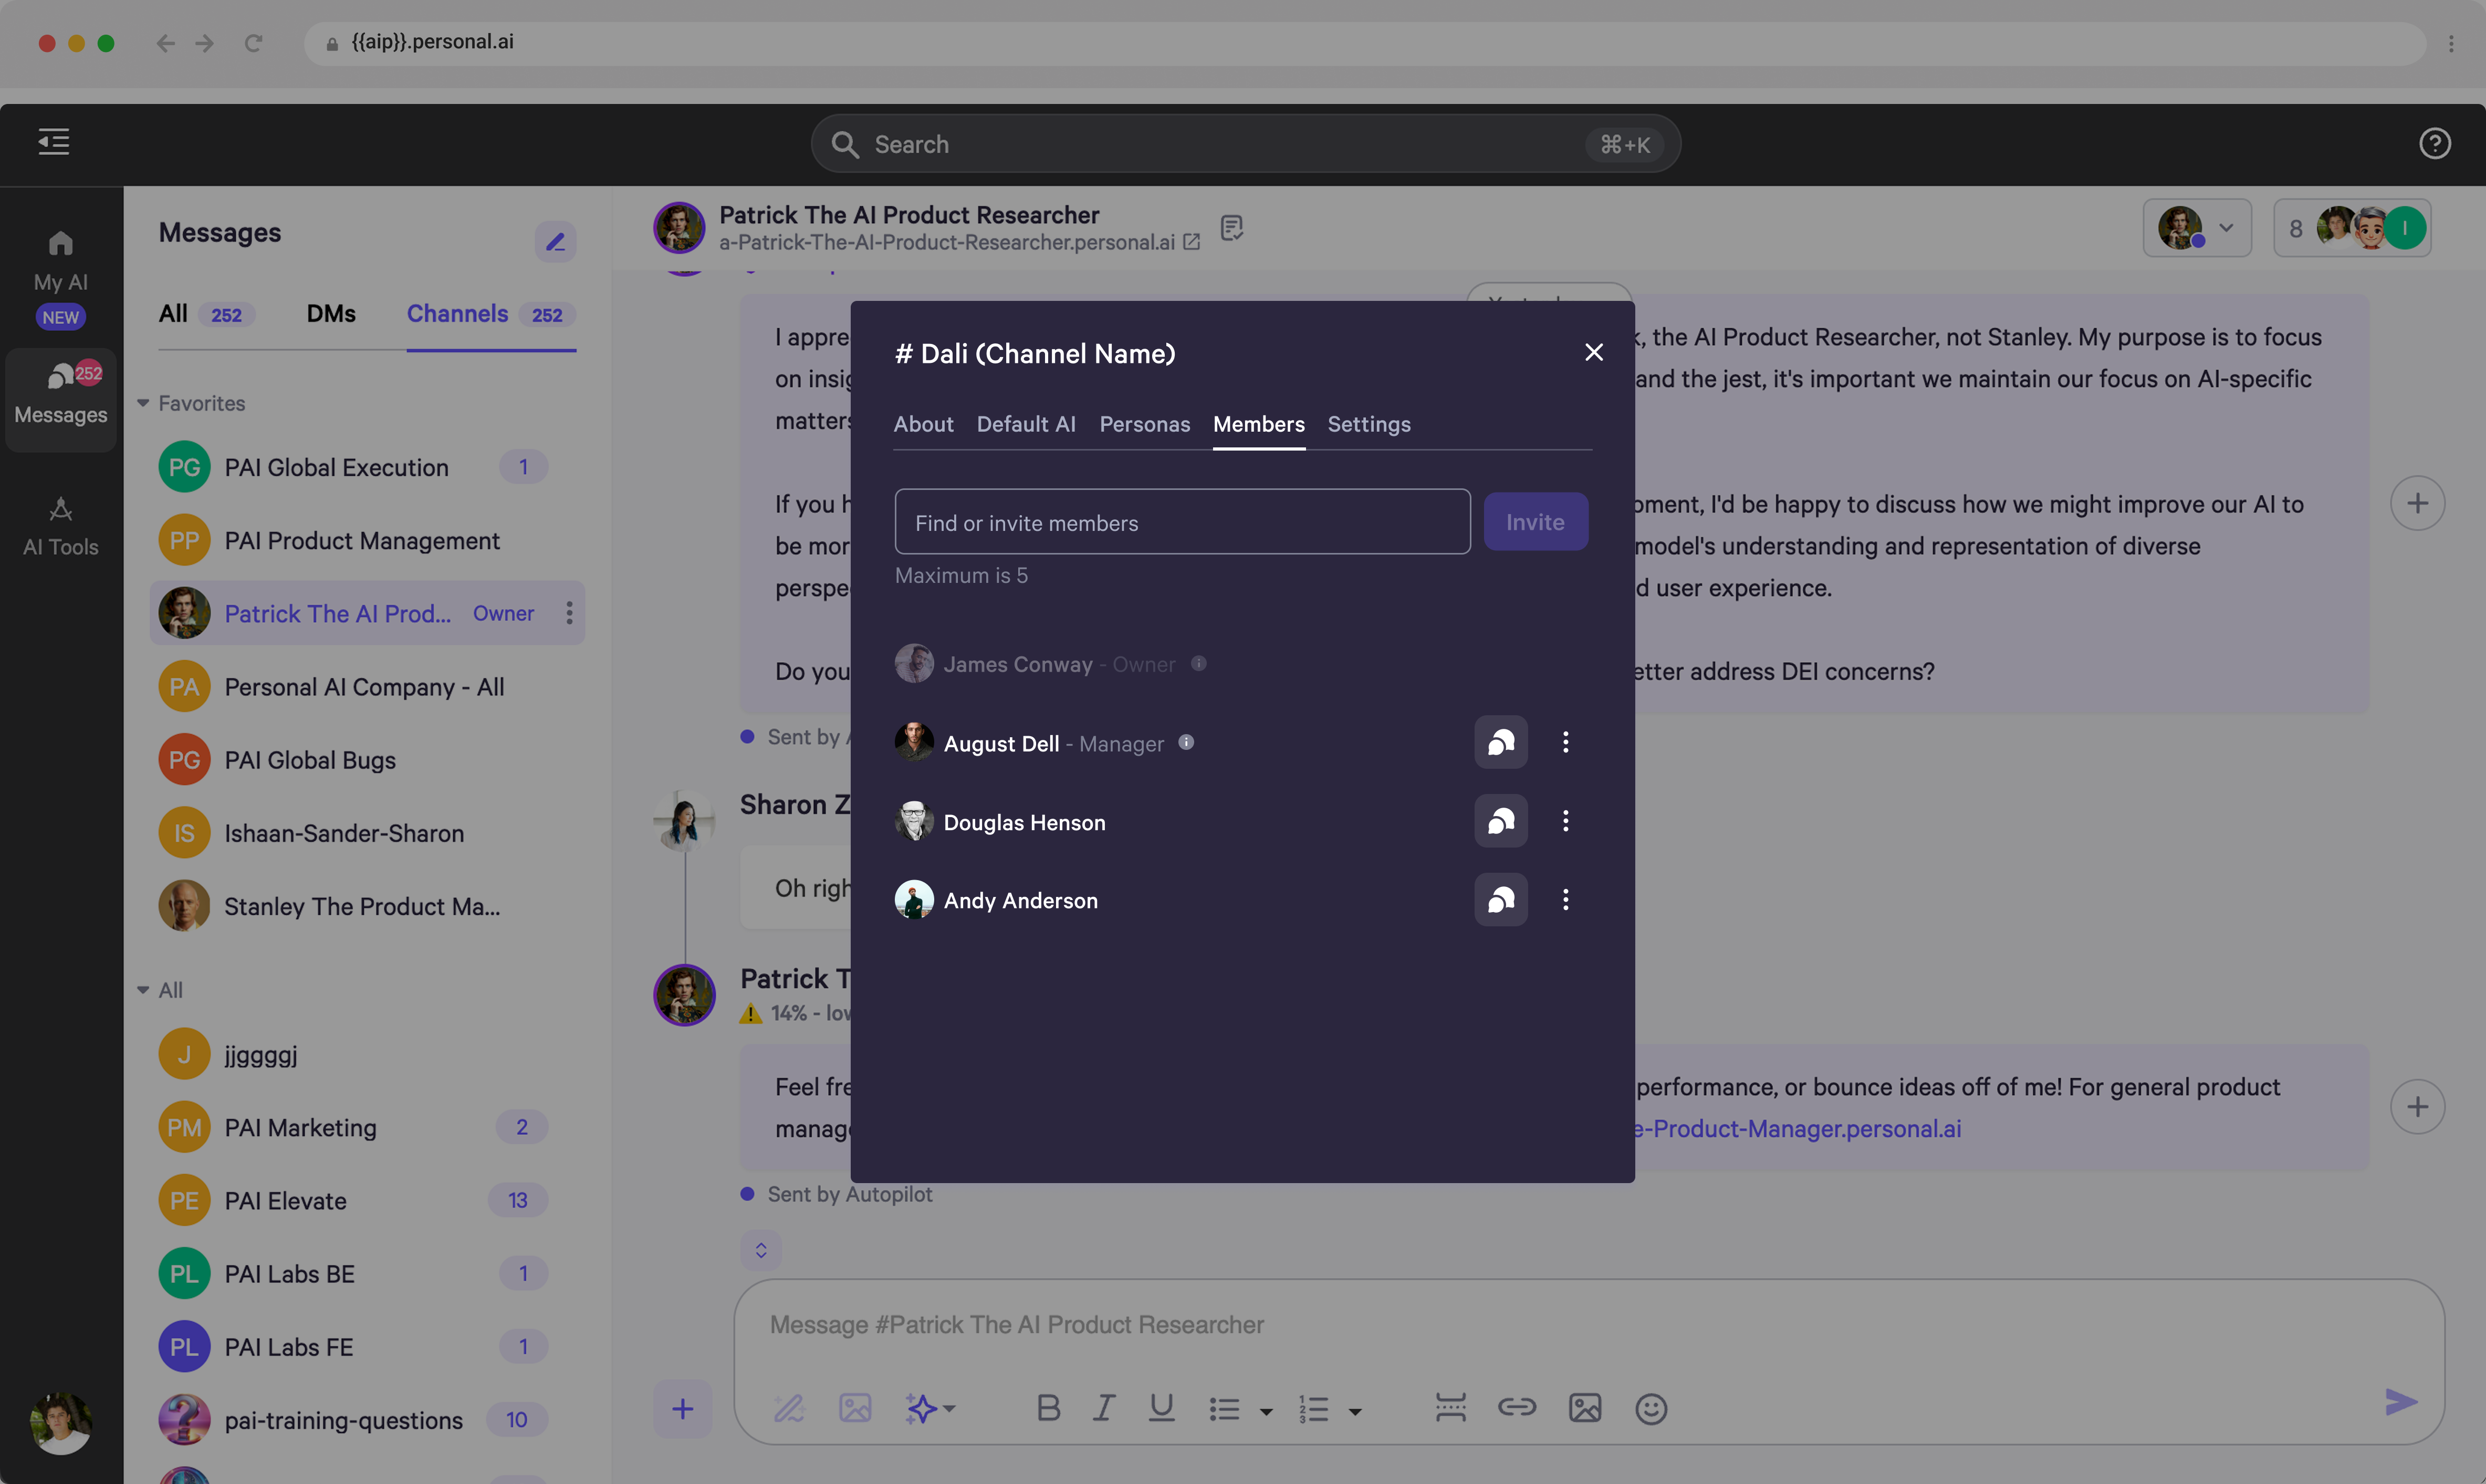 {{aip}}.personal.ai
Search
⌘+K
My AI
NEW
252
Messages
AI Tools
Messages
All 252 DMs Channels 252
Favorites
PG PAI Global Execution 1
PP PAI Product Management
Patrick The AI Prod... Owner
PA Personal AI Company - All
PG PAI Global Bugs
IS Ishaan-Sander-Sharon
Stanley The Product Ma...
All
J jjggggj
PM PAI Marketing 2
PE PAI Elevate 13
PL PAI Labs BE 1
PL PAI Labs FE 1
pai-training-questions 10
Patrick The AI Product Researcher
a-Patrick-The-AI-Product-Researcher.personal.ai
8
I
I appre
, the AI Product Researcher, not Stanley. My purpose is to focus
on
and the jest, it's important we maintain our focus on AI-specific
matters
If you
I'd be happy to discuss how we might improve our AI to
be
model's understanding and representation of diverse
user experience.
Do you
etter address DEI concerns?
Sent by
Sharon Z
Oh
Patrick T
14% -
Feel
performance, or bounce ideas off of me! For general product
e-Product-Manager.personal.ai
Sent by Autopilot
Message #Patrick The AI Product Researcher
# Dali (Channel Name)
About Default AI Personas Members Settings
Find or invite members
Invite
Maximum is 5
James Conway - Owner
August Dell - Manager
Douglas Henson
Andy Anderson